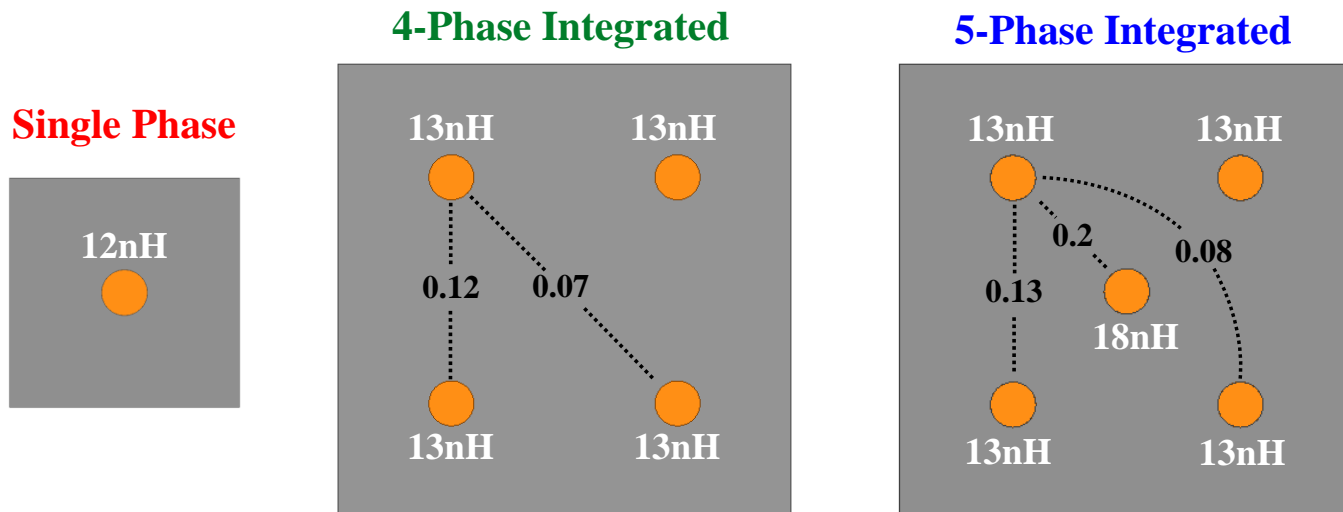 Single Phase
12nH
4-Phase Integrated
13nH 13nH
0.12 0.07
13nH 13nH
5-Phase Integrated
13nH 13nH
0.2
0.08
0.13
18nH
13nH 13nH